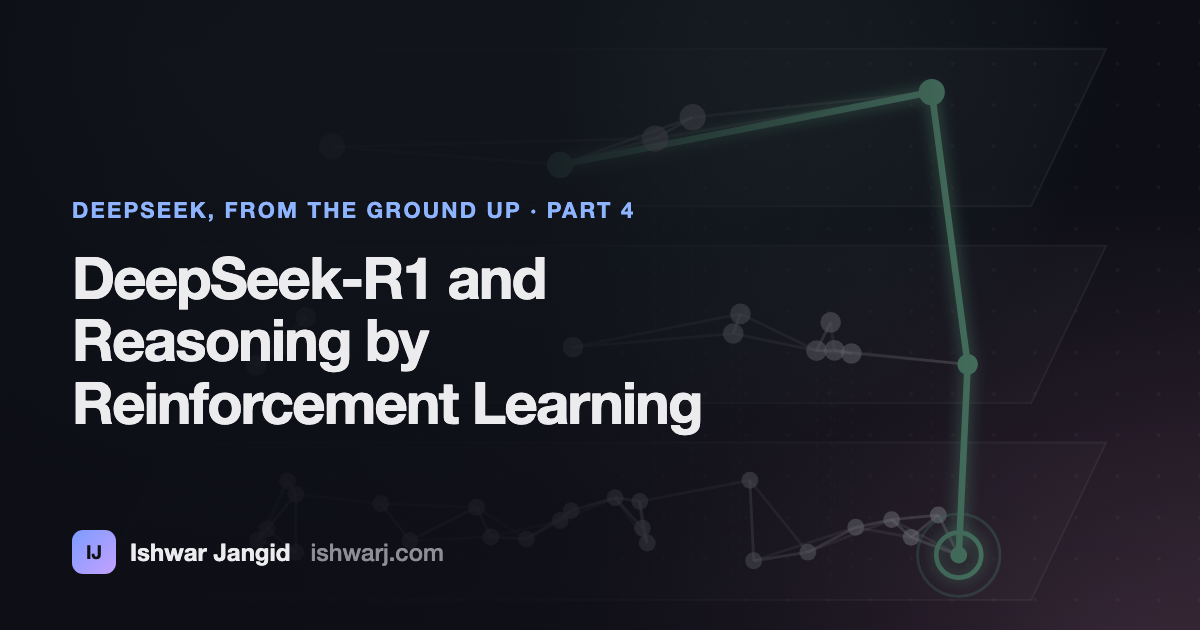 DEEPSEEK, FROM THE GROUND UP · PART 4
DeepSeek-R1 and
Reasoning by
Reinforcement Learning
IJ Ishwar Jangid ishwarj.com